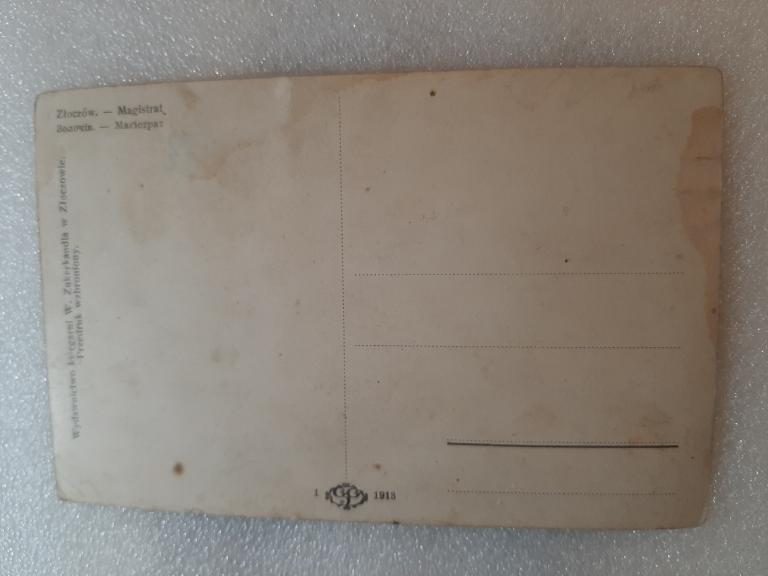 Złoczów. — Magistrat.
Золочів. — Маґістрат
Wydawnictwo księgarni W. Zukerkandla w Złoczowie.
Przedruk wzbroniony.
1 1913